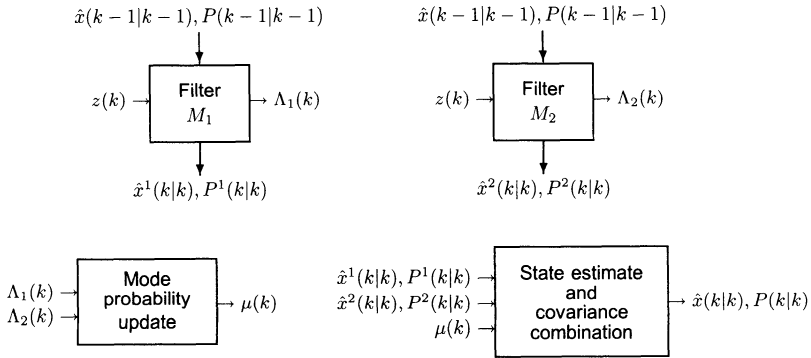 x̂(k−1|k−1), P(k−1|k−1)
z(k)
Filter
M₁
Λ₁(k)
x̂¹(k|k), P¹(k|k)
x̂(k−1|k−1), P(k−1|k−1)
z(k)
Filter
M₂
Λ₂(k)
x̂²(k|k), P²(k|k)
Λ₁(k)
Λ₂(k)
Mode
probability
update
μ(k)
x̂¹(k|k), P¹(k|k)
x̂²(k|k), P²(k|k)
μ(k)
State estimate
and
covariance
combination
x̂(k|k), P(k|k)